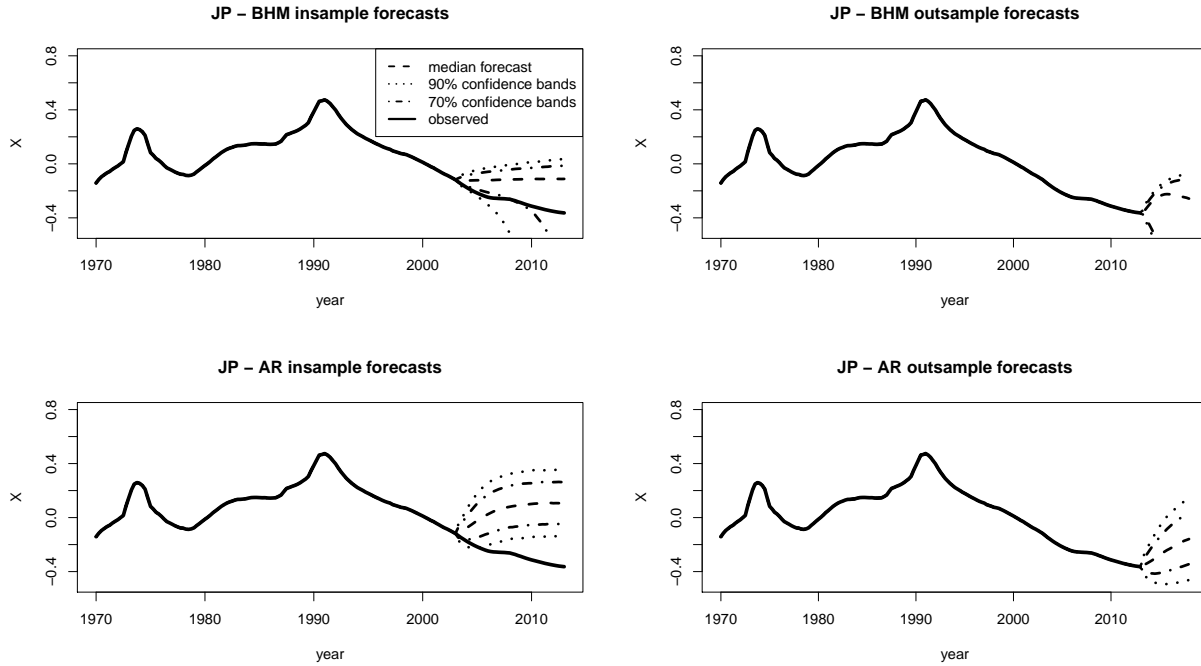 JP − BHM insample forecasts
X
0.8
0.4
0.0
−0.4
median forecast
90% confidence bands
70% confidence bands
observed
1970 1980 1990 2000 2010
year
JP − BHM outsample forecasts
X
0.8
0.4
0.0
−0.4
1970 1980 1990 2000 2010
year
JP − AR insample forecasts
X
0.8
0.4
0.0
−0.4
1970 1980 1990 2000 2010
year
JP − AR outsample forecasts
X
0.8
0.4
0.0
−0.4
1970 1980 1990 2000 2010
year